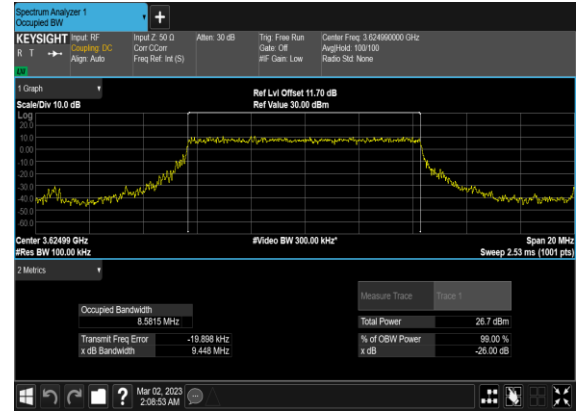 Spectrum Analyzer 1
Occupied BW
KEYSIGHT Input: RF
R T Coupling: DC
Align: Auto
Input Z: 50 Ω
Corr CCorr
Freq Ref: Int (S)
Atten: 30 dB
Trig: Free Run
Gate: Off
#IF Gain: Low
Center Freq: 3.624990000 GHz
Avg|Hold: 100/100
Radio Std: None
LV
1 Graph
Scale/Div 10.0 dB
Ref Lvl Offset 11.70 dB
Ref Value 30.00 dBm
Log
20.0
10.0
0.00
-10.0
-20.0
-30.0
-40.0
-50.0
-60.0
Center 3.62499 GHz
#Res BW 100.00 kHz
#Video BW 300.00 kHz*
Span 20 MHz
Sweep 2.53 ms (1001 pts)
2 Metrics
Measure Trace Trace 1
Occupied Bandwidth
8.5815 MHz
Total Power 26.7 dBm
Transmit Freq Error -19.898 kHz
% of OBW Power 99.00 %
x dB Bandwidth 9.448 MHz
x dB -26.00 dB
?
Mar 02, 2023
2:08:53 AM